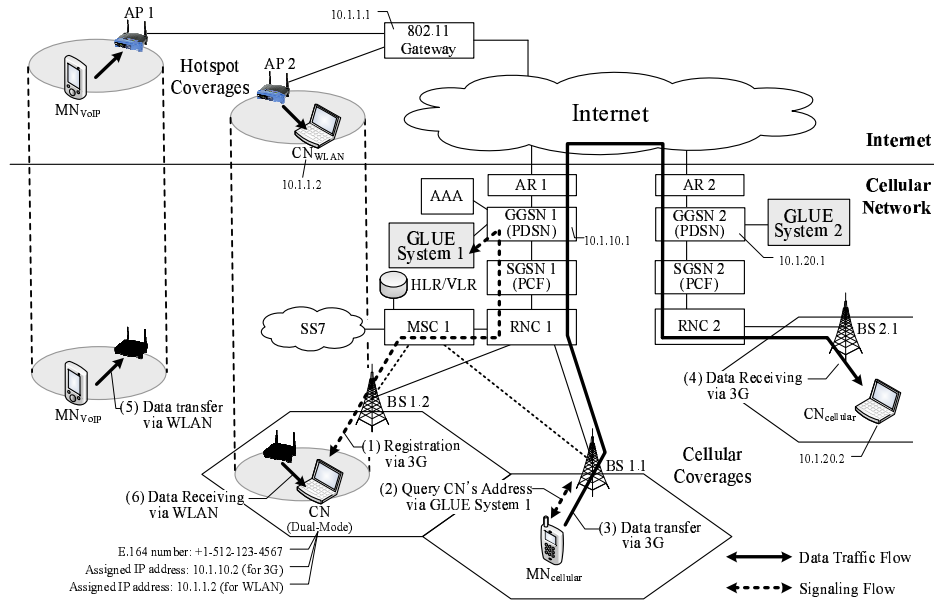 10.1.1.1
AP 1
802.11
Gateway
MNVoIP
Hotspot
Coverages
AP 2
CNWLAN
10.1.1.2
Internet
Internet
Cellular
Network
AR 1
AR 2
AAA
GGSN 1
(PDSN)
GGSN 2
(PDSN)
GLUE
System 1
GLUE
System 2
10.1.10.1
10.1.20.1
SGSN 1
(PCF)
SGSN 2
(PCF)
HLR/VLR
SS7
MSC 1
RNC 1
RNC 2
BS 2.1
MNVoIP
(5) Data transfer
via WLAN
BS 1.2
(4) Data Receiving
via 3G
CNcellular
10.1.20.2
(1) Registration
via 3G
BS 1.1
Cellular
Coverages
(6) Data Receiving
via WLAN
CN
(Dual-Mode)
(2) Query CN's Address
via GLUE System 1
(3) Data transfer
via 3G
MNcellular
E.164 number: +1-512-123-4567
Assigned IP address: 10.1.10.2 (for 3G)
Assigned IP address: 10.1.1.2 (for WLAN)
Data Traffic Flow
Signaling Flow